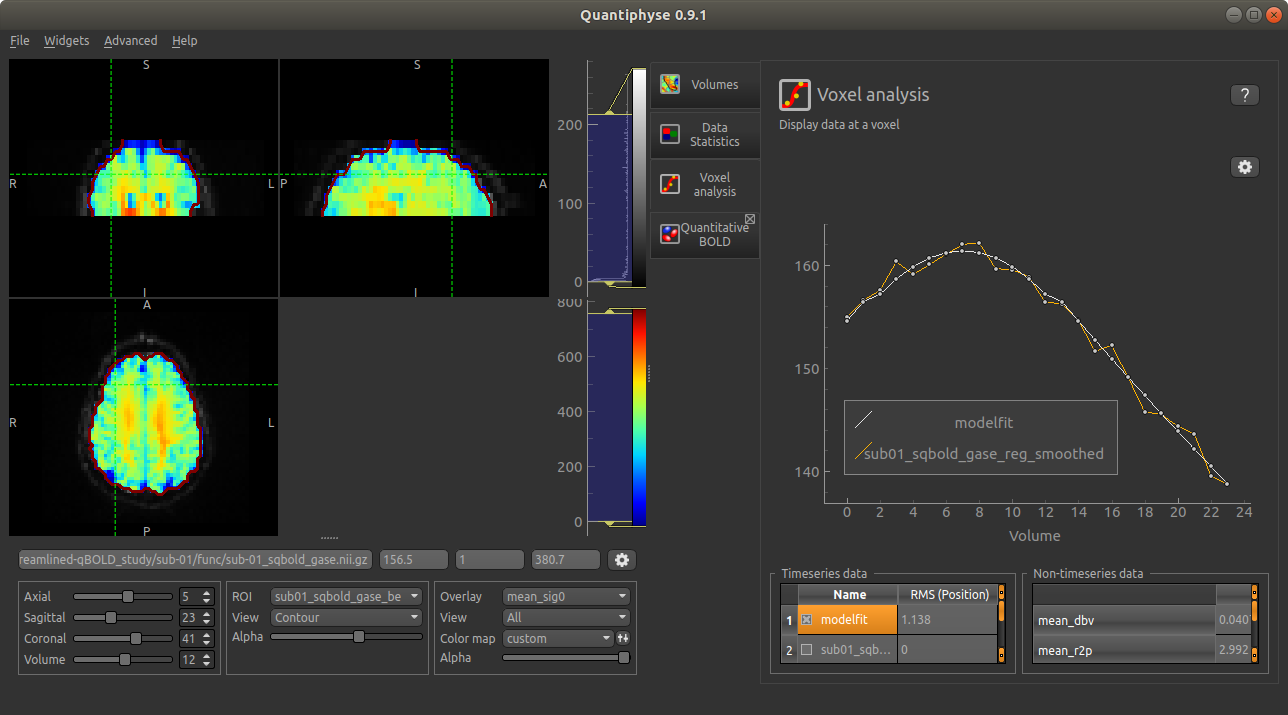 Quantiphyse 0.9.1
File Widgets Advanced Help
S
R
L
I
S
P
A
I
A
R
L
P
200
100
0
800
600
400
200
0
Volumes
Data
Statistics
Voxel
analysis
Quantitative
BOLD
Voxel analysis
?
Display data at a voxel
160
150
140
modelfit
sub01_sqbold_gase_reg_smoothed
0 2 4 6 8 10 12 14 16 18 20 22 24
Volume
reamlined-qBOLD_study/sub-01/func/sub-01_sqbold_gase.nii.gz 156.5 1 380.7
Axial 5
Sagittal 23
Coronal 41
Volume 12
ROI sub01_sqbold_gase_be
View Contour
Alpha
Overlay mean_sig0
View All
Color map custom
Alpha
Timeseries data
Name RMS (Position)
1 modelfit 1.138
2 sub01_sqb... 0
Non-timeseries data
mean_dbv 0.040
mean_r2p 2.992